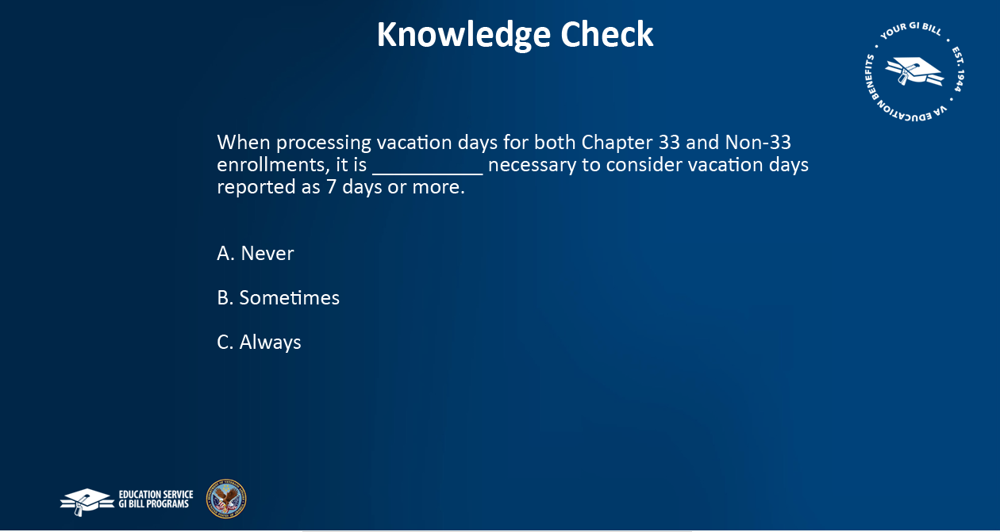 Knowledge Check
YOUR GI BILL • EST. 1944 • VA EDUCATION BENEFITS •
When processing vacation days for both Chapter 33 and Non-33
enrollments, it is __________ necessary to consider vacation days
reported as 7 days or more.
A. Never
B. Sometimes
C. Always
EDUCATION SERVICE
GI BILL PROGRAMS